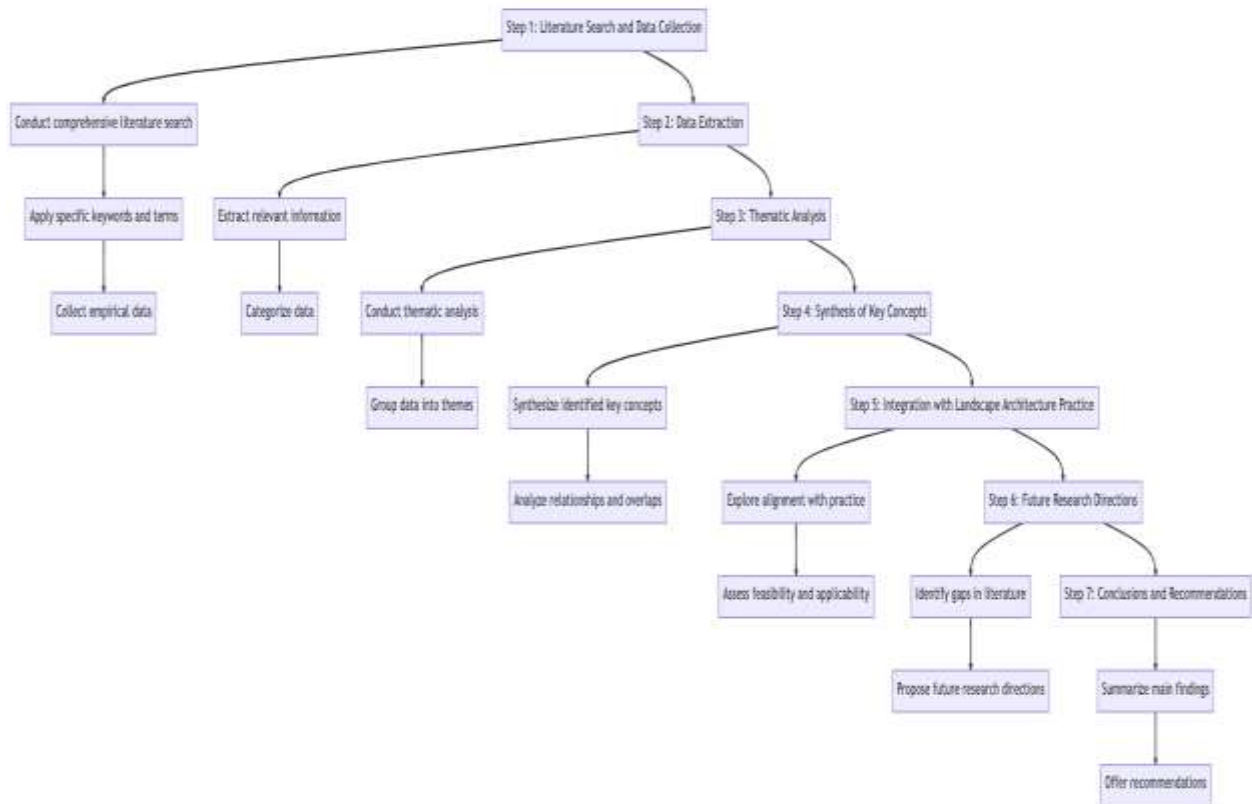 Step 1: Literature Search and Data Collection
Conduct comprehensive literature search
Step 2: Data Extraction
Apply specific keywords and terms
Extract relevant information
Step 3: Thematic Analysis
Collect empirical data
Categorize data
Conduct thematic analysis
Step 4: Synthesis of Key Concepts
Group data into themes
Synthesize identified key concepts
Step 5: Integration with Landscape Architecture Practice
Analyze relationships and overlaps
Explore alignment with practice
Step 6: Future Research Directions
Assess feasibility and applicability
Identify gaps in literature
Step 7: Conclusions and Recommendations
Propose future research directions
Summarize main findings
Offer recommendations